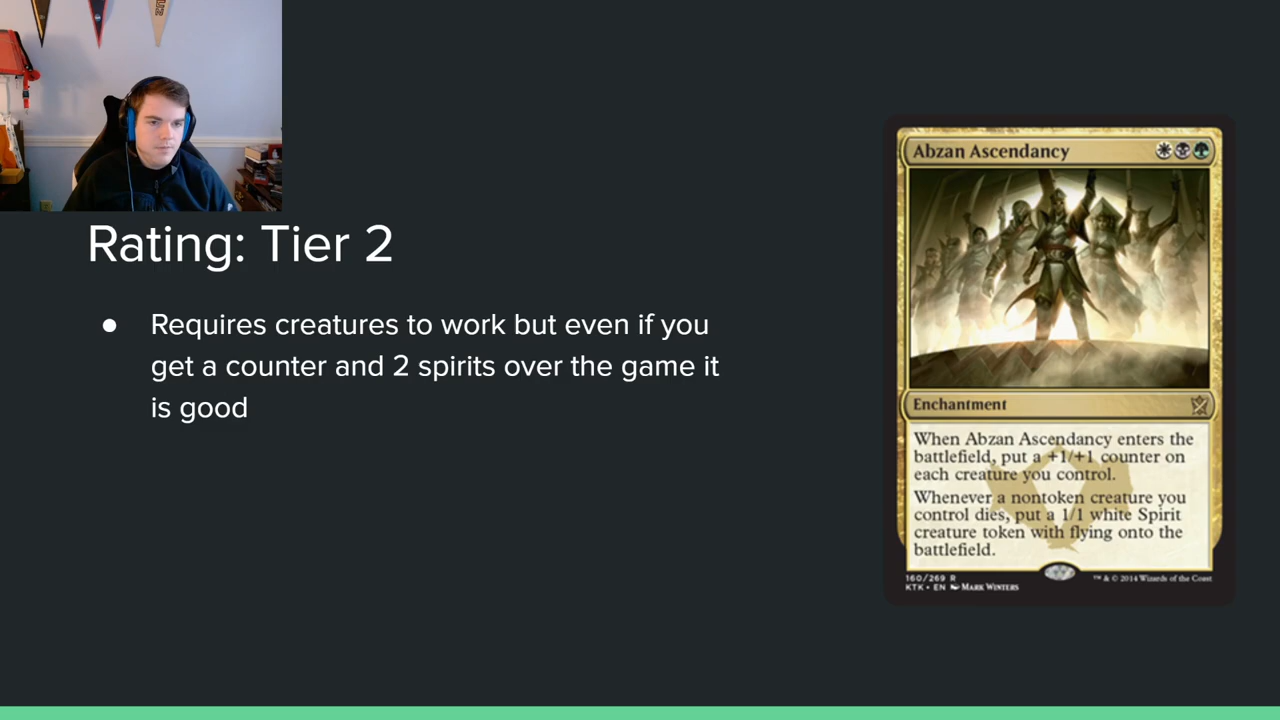 Rating: Tier 2
● Requires creatures to work but even if you
get a counter and 2 spirits over the game it
is good
Abzan Ascendancy
Enchantment
When Abzan Ascendancy enters the
battlefield, put a +1/+1 counter on
each creature you control.
Whenever a nontoken creature you
control dies, put a 1/1 white Spirit
creature token with flying onto the
battlefield.
160/269 R
KTK • EN Mark Winters
™ & © 2014 Wizards of the Coast